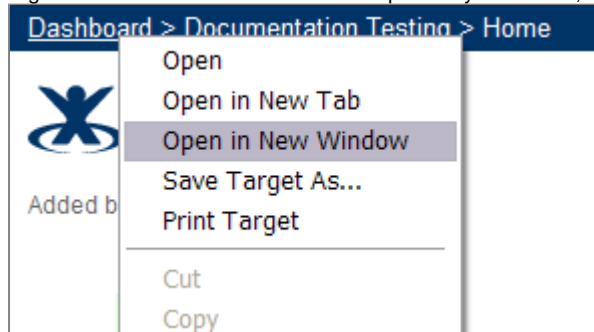 Dashboard > Documentation Testing > Home
Open
Open in New Tab
Open in New Window
Save Target As...
Added b
Print Target
Cut
Copy